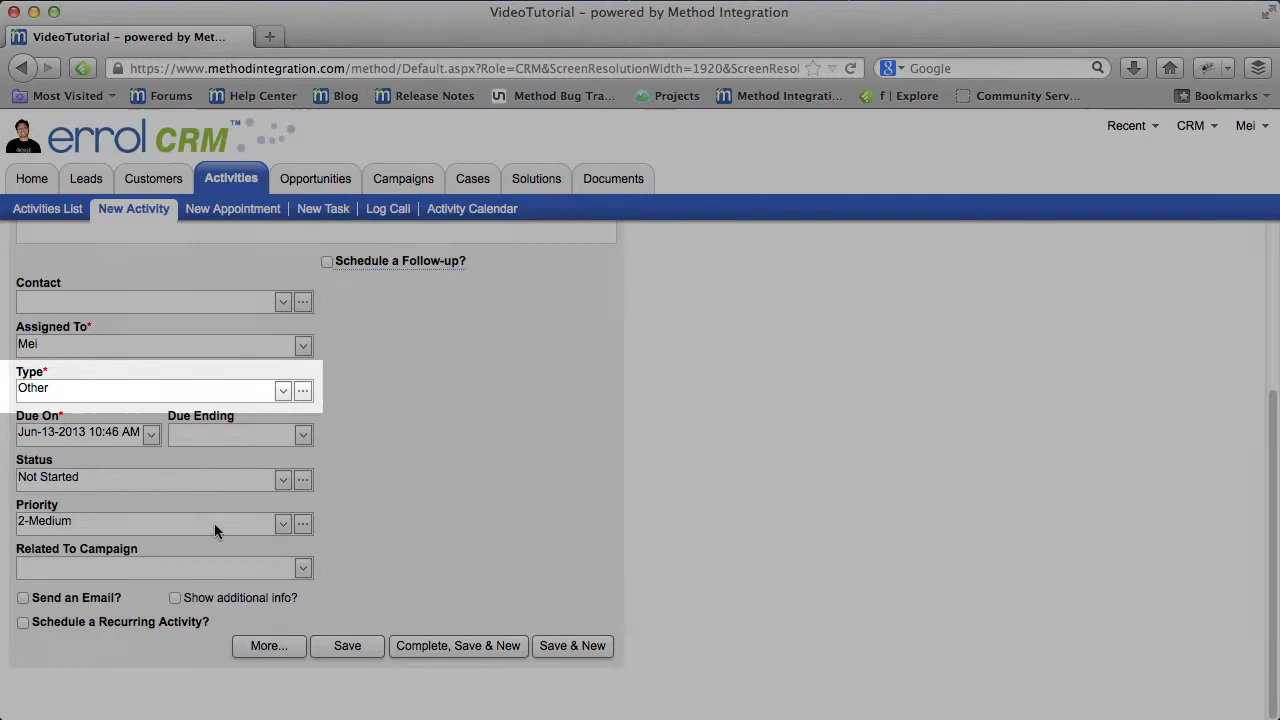 VideoTutorial – powered by Method Integration
VideoTutorial – powered by Met...
https://www.methodintegration.com/method/Default.aspx?Role=CRM&ScreenResolutionWidth=1920&ScreenResol
Google
Most Visited
Forums
Help Center
Blog
Release Notes
Method Bug Tra...
Projects
Method Integrati...
f | Explore
Community Serv...
Bookmarks
errol CRM™
Recent
CRM
Mei
Home
Leads
Customers
Activities
Opportunities
Campaigns
Cases
Solutions
Documents
Activities List
New Activity
New Appointment
New Task
Log Call
Activity Calendar
Schedule a Follow-up?
Contact
Assigned To*
Mei
Type*
Other
Due On*
Due Ending
Jun-13-2013 10:46 AM
Status
Not Started
Priority
2-Medium
Related To Campaign
Send an Email?
Show additional info?
Schedule a Recurring Activity?
More...
Save
Complete, Save & New
Save & New